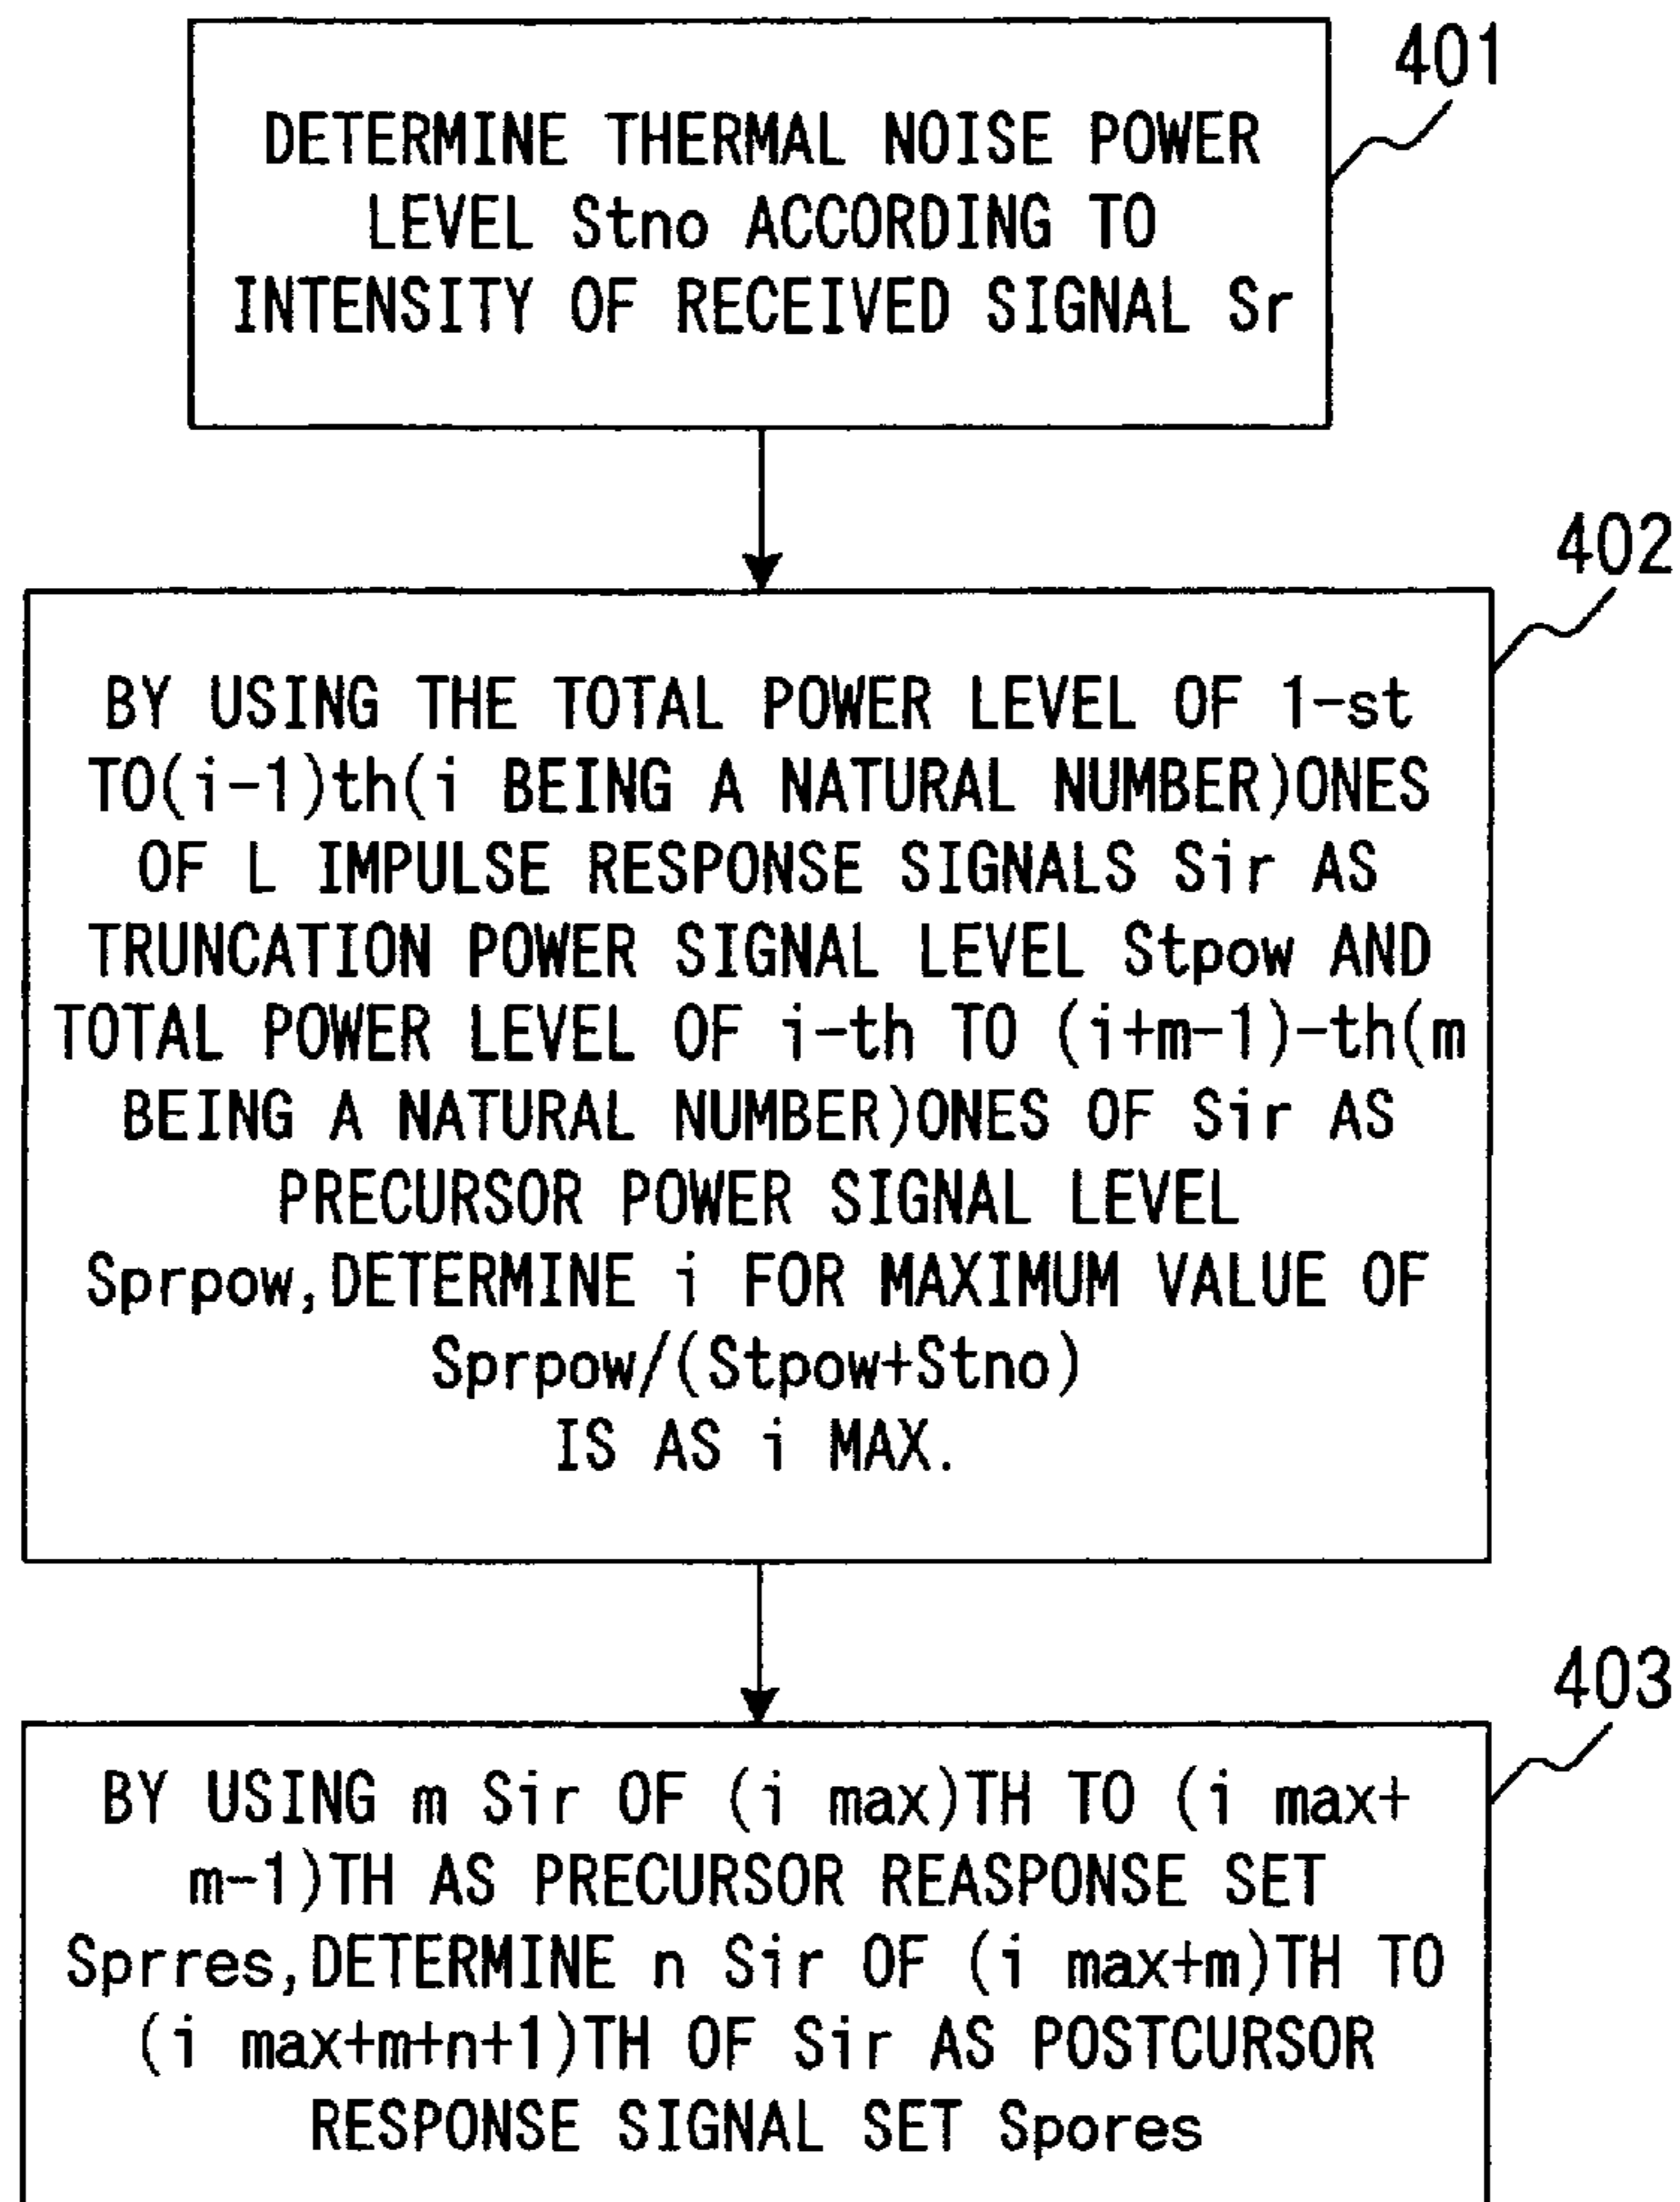 401
DETERMINE THERMAL NOISE POWER
LEVEL Stno ACCORDING TO
INTENSITY OF RECEIVED SIGNAL Sr
402
BY USING THE TOTAL POWER LEVEL OF 1-st
TO(i-1)th(i BEING A NATURAL NUMBER)ONES
OF L IMPULSE RESPONSE SIGNALS Sir AS
TRUNCATION POWER SIGNAL LEVEL Stpow AND
TOTAL POWER LEVEL OF i-th TO (i+m-1)-th(m
BEING A NATURAL NUMBER)ONES OF Sir AS
PRECURSOR POWER SIGNAL LEVEL
Sprpow,DETERMINE i FOR MAXIMUM VALUE OF
Sprpow/(Stpow+Stno)
IS AS i MAX.
403
BY USING m Sir OF (i max)TH TO (i max+
m-1)TH AS PRECURSOR REASPONSE SET
Sprres,DETERMINE n Sir OF (i max+m)TH TO
(i max+m+n+1)TH OF Sir AS POSTCURSOR
RESPONSE SIGNAL SET Spores